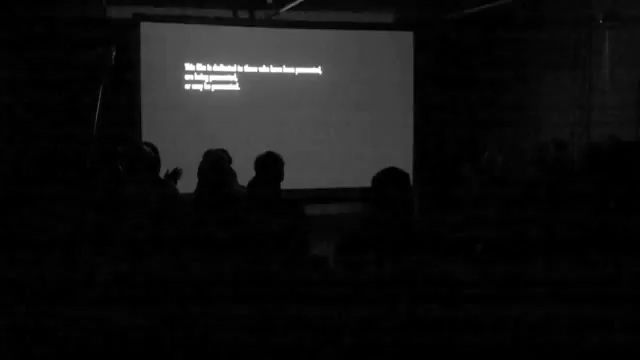 This film is dedicated to those who have been persecuted,
are being persecuted,
or may be persecuted.